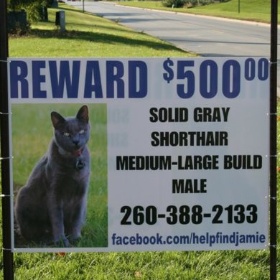 REWARD $500.00
SOLID GRAY
SHORTHAIR
MEDIUM-LARGE BUILD
MALE
260-388-2133
facebook.com/helpfindjamie